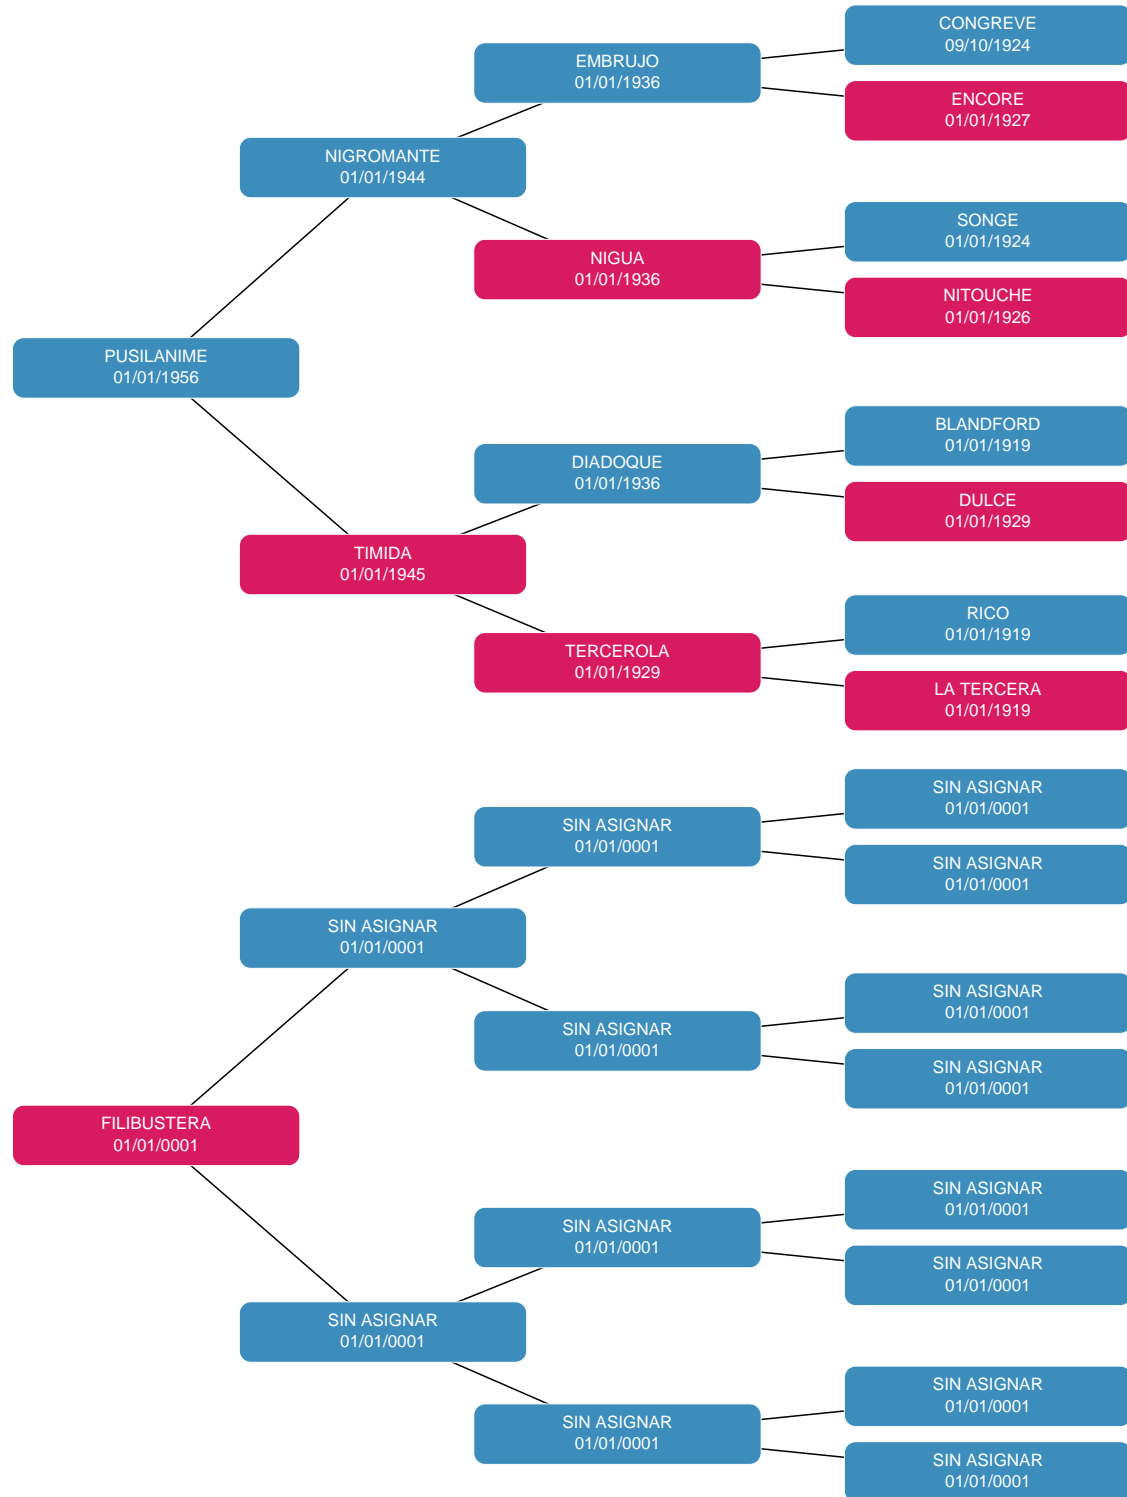 CONGREVE
09/10/1924
EMBRUJO
01/01/1936
ENCORE
01/01/1927
NIGROMANTE
01/01/1944
SONGE
01/01/1924
NIGUA
01/01/1936
NITOUCHE
01/01/1926
PUSILANIME
01/01/1956
BLANDFORD
01/01/1919
DIADOQUE
01/01/1936
DULCE
01/01/1929
TIMIDA
01/01/1945
RICO
01/01/1919
TERCEROLA
01/01/1929
LA TERCERA
01/01/1919
SIN ASIGNAR
01/01/0001
SIN ASIGNAR
01/01/0001
SIN ASIGNAR
01/01/0001
SIN ASIGNAR
01/01/0001
SIN ASIGNAR
01/01/0001
SIN ASIGNAR
01/01/0001
SIN ASIGNAR
01/01/0001
FILIBUSTERA
01/01/0001
SIN ASIGNAR
01/01/0001
SIN ASIGNAR
01/01/0001
SIN ASIGNAR
01/01/0001
SIN ASIGNAR
01/01/0001
SIN ASIGNAR
01/01/0001
SIN ASIGNAR
01/01/0001
SIN ASIGNAR
01/01/0001